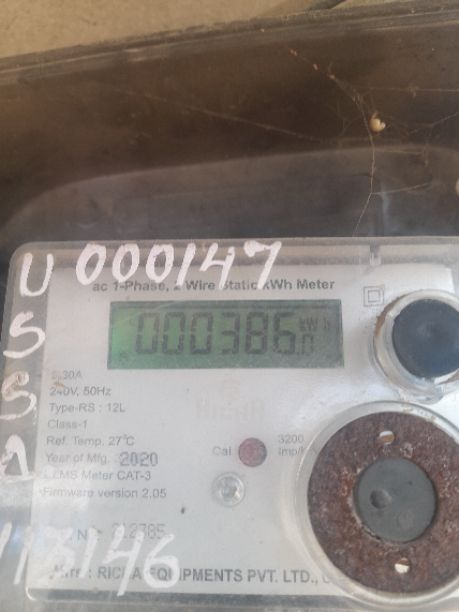 U 000147
ac 1-Phase, 2 Wire Static kWh Meter
S
000386.0 kWh
30A
240V, 50Hz
Type-RS : 12L
S
Class-1
Ref. Temp. 27°C
Year of Mfg. 2020
Cal
3200
Meter CAT-3
Firmware version 2.05
EQUIPMENTS PVT. LTD.,